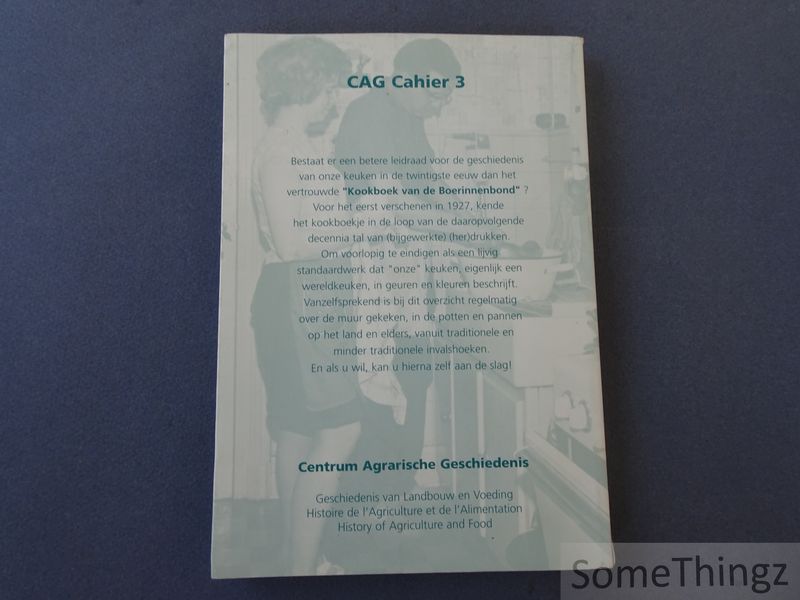 CAG Cahier 3
Bestaat er een betere leidraad voor de geschiedenis
van onze keuken in de twintigste eeuw dan het
vertrouwde "Kookboek van de Boerinnenbond" ?
Voor het eerst verschenen in 1927, kende
het kookboekje in de loop van de daaropvolgende
decennia tal van (bijgewerkte) (her)drukken.
Om voorlopig te eindigen als een lijvig
standaardwerk dat "onze" keuken, eigenlijk een
wereldkeuken, in geuren en kleuren beschrijft.
Vanzelfsprekend is bij dit overzicht regelmatig
over de muur gekeken, in de potten en pannen
op het land en elders, vanuit traditionele en
minder traditionele invalshoeken.
En als u wil, kan u hierna zelf aan de slag!
Centrum Agrarische Geschiedenis
Geschiedenis van Landbouw en Voeding
Histoire de l'Agriculture et de l'Alimentation
History of Agriculture and Food
SomeThingz